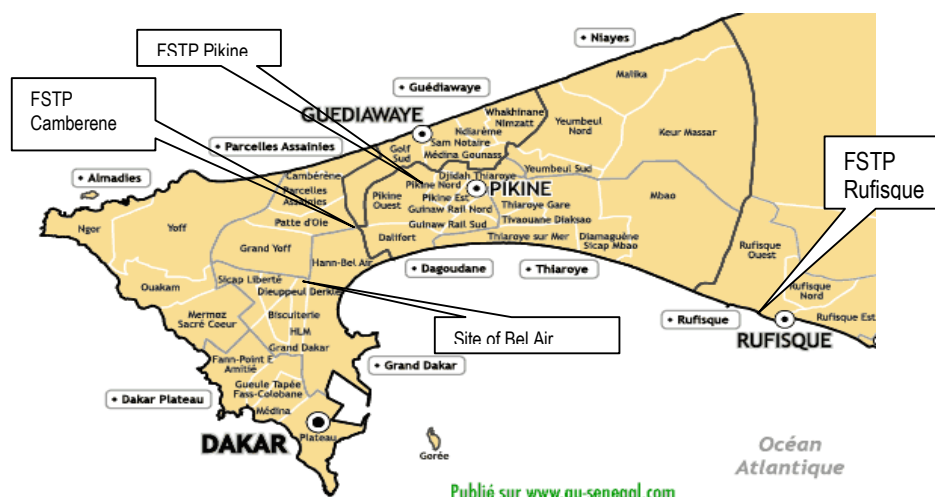 FSTP Pikine
FSTP
Camberene
• Niayes
Malika
• Guédiawaye
GUEDIAWAYE
Whakhinane
Nimzatt
Yeumbeul
Nord
Keur Massar
Ndiarème
Sam Notaire
Golf
Sud
Médina Gounass
• Parcelles Assainies
Yeumbeul Sud
Djidah Thiaroye
FSTP
Rufisque
• Almadies
Cambérène
Parcelles
Assainies
Pikine Nord
PIKINE
Pikine
Ouest
Pikine Est
Guinaw Rail Nord
Thiaroye Gare
Mbao
Ngor
Yoff
Patte d'Oie
Guinaw Rail Sud
Tivaouane Diaksao
Dalifort
Thiaroye sur Mer
Diamaguène
Sicap Mbao
Grand Yoff
Hann-Bel Air
Rufisque
Ouest
• Dagoudane
• Thiaroye
Ouakam
Sicap Liberté
Dieuppeul Derkle
Rufisque
Nord
Mermoz
Sacré Coeur
Biscuiterie
HLM
Site of Bel Air
• Rufisque
Rufisque Est
RUFISQUE
Grand Dakar
Fann-Point E
Amitié
• Grand Dakar
Gueule Tapée
Fass-Colobane
• Dakar Plateau
Médina
DAKAR
Plateau
Gorée
Océan
Atlantique
Publié sur www.au-senegal.com